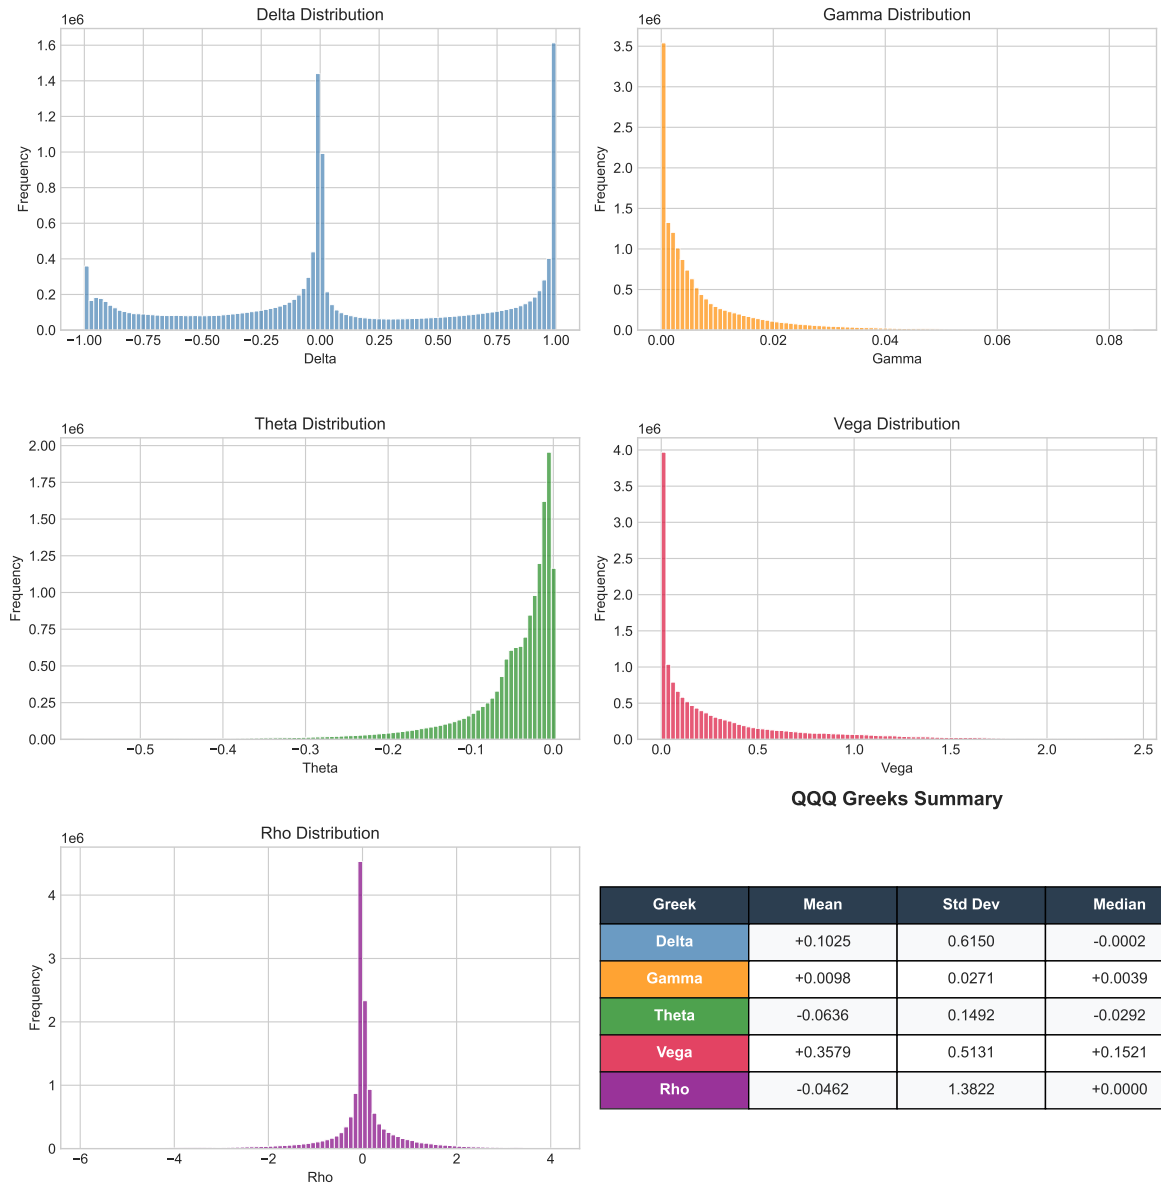 Delta Distribution
1e6
Frequency
1.6
1.4
1.2
1.0
0.8
0.6
0.4
0.2
0.0
−1.00 −0.75 −0.50 −0.25 0.00 0.25 0.50 0.75 1.00
Delta
Gamma Distribution
1e6
Frequency
3.5
3.0
2.5
2.0
1.5
1.0
0.5
0.0
0.00 0.02 0.04 0.06 0.08
Gamma
Theta Distribution
1e6
Frequency
2.00
1.75
1.50
1.25
1.00
0.75
0.50
0.25
0.00
−0.5 −0.4 −0.3 −0.2 −0.1 0.0
Theta
Vega Distribution
1e6
Frequency
4.0
3.5
3.0
2.5
2.0
1.5
1.0
0.5
0.0
0.0 0.5 1.0 1.5 2.0 2.5
Vega
Rho Distribution
1e6
Frequency
4
3
2
1
0
−6 −4 −2 0 2 4
Rho
QQQ Greeks Summary
Greek Mean Std Dev Median
Delta +0.1025 0.6150 -0.0002
Gamma +0.0098 0.0271 +0.0039
Theta -0.0636 0.1492 -0.0292
Vega +0.3579 0.5131 +0.1521
Rho -0.0462 1.3822 +0.0000